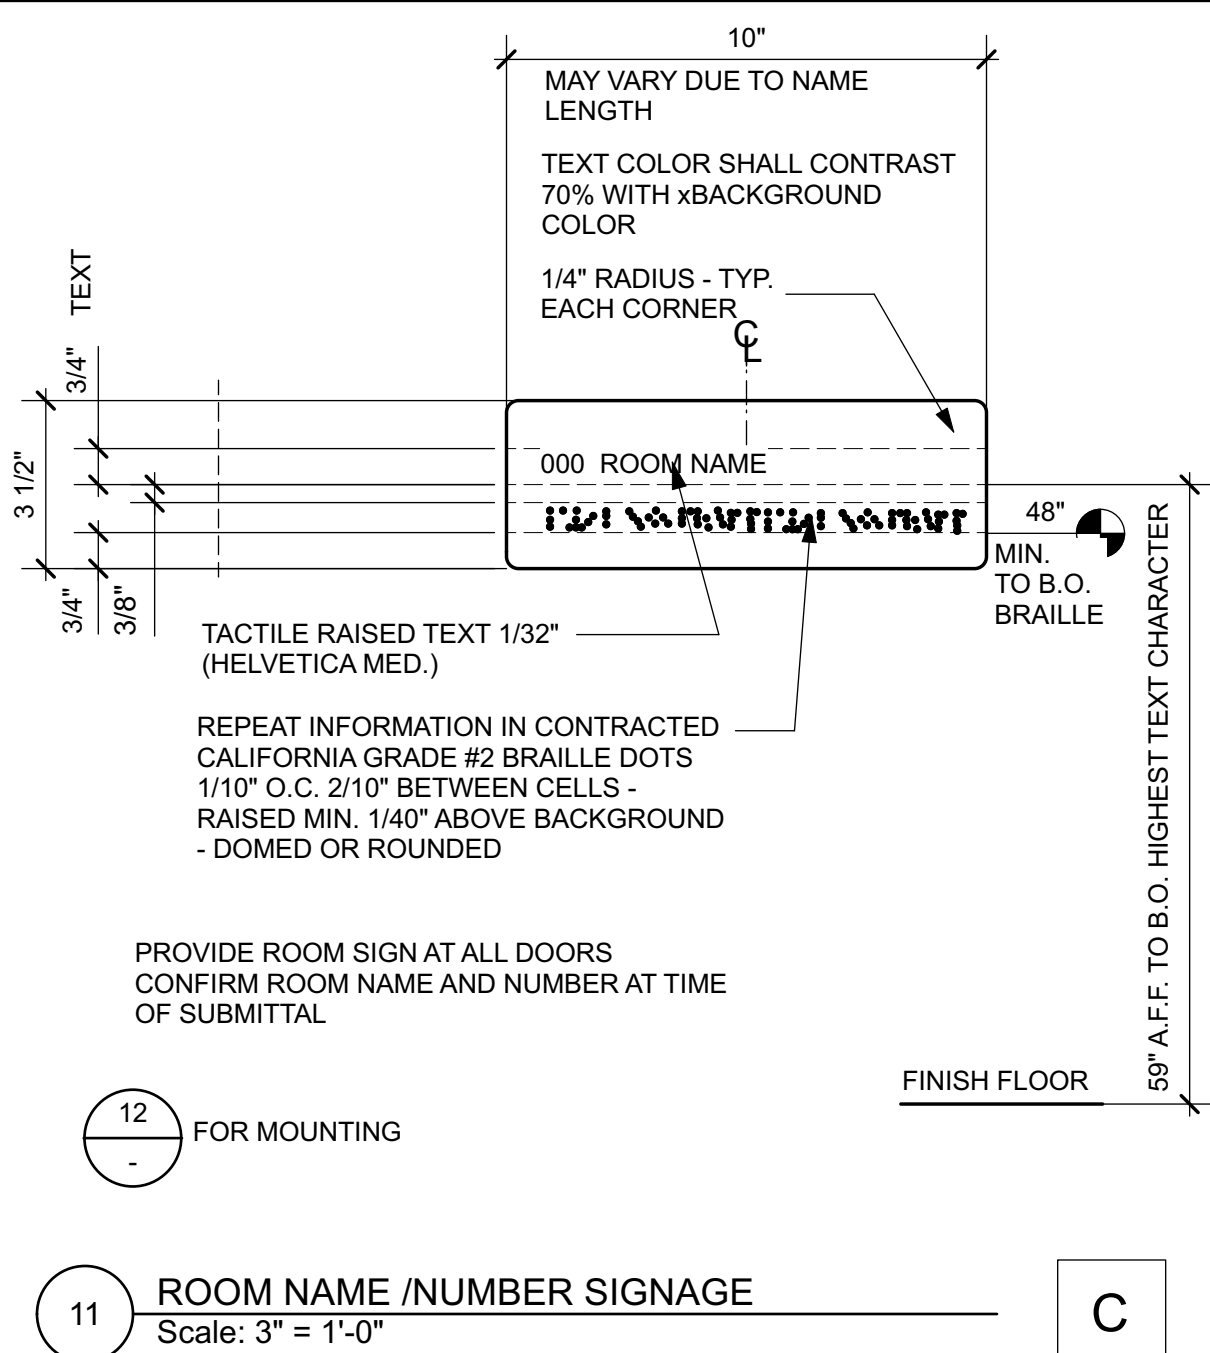 10"
MAY VARY DUE TO NAME
LENGTH
TEXT COLOR SHALL CONTRAST
70% WITH xBACKGROUND
COLOR
1/4" RADIUS - TYP.
EACH CORNER
CL
TEXT
3/4"
3 1/2"
3/4"
3/8"
000 ROOM NAME
48"
MIN.
TO B.O.
BRAILLE
59" A.F.F. TO B.O. HIGHEST TEXT CHARACTER
TACTILE RAISED TEXT 1/32"
(HELVETICA MED.)
REPEAT INFORMATION IN CONTRACTED
CALIFORNIA GRADE #2 BRAILLE DOTS
1/10" O.C. 2/10" BETWEEN CELLS -
RAISED MIN. 1/40" ABOVE BACKGROUND
- DOMED OR ROUNDED
PROVIDE ROOM SIGN AT ALL DOORS
CONFIRM ROOM NAME AND NUMBER AT TIME
OF SUBMITTAL
FINISH FLOOR
12
-
FOR MOUNTING
11
ROOM NAME /NUMBER SIGNAGE
Scale: 3" = 1'-0"
C